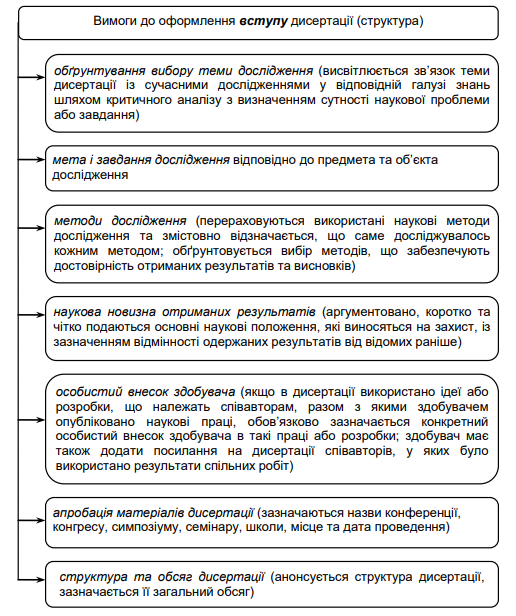 Вимоги до оформлення вступу дисертації (структура)
обґрунтування вибору теми дослідження (висвітлюється зв’язок теми
дисертації із сучасними дослідженнями у відповідній галузі знань
шляхом критичного аналізу з визначенням сутності наукової проблеми
або завдання)
мета і завдання дослідження відповідно до предмета та об’єкта
дослідження
методи дослідження (перераховуються використані наукові методи
дослідження та змістовно відзначається, що саме досліджувалось
кожним методом; обґрунтовується вибір методів, що забезпечують
достовірність отриманих результатів та висновків)
наукова новизна отриманих результатів (аргументовано, коротко та
чітко подаються основні наукові положення, які виносяться на захист, із
зазначенням відмінності одержаних результатів від відомих раніше)
особистий внесок здобувача (якщо в дисертації використано ідеї або
розробки, що належать співавторам, разом з якими здобувачем
опубліковано наукові праці, обов’язково зазначається конкретний
особистий внесок здобувача в такі праці або розробки; здобувач має
також додати посилання на дисертації співавторів, у яких було
використано результати спільних робіт)
апробація матеріалів дисертації (зазначаються назви конференції,
конгресу, симпозіуму, семінару, школи, місце та дата проведення)
структура та обсяг дисертації (анонсується структура дисертації,
зазначається її загальний обсяг)